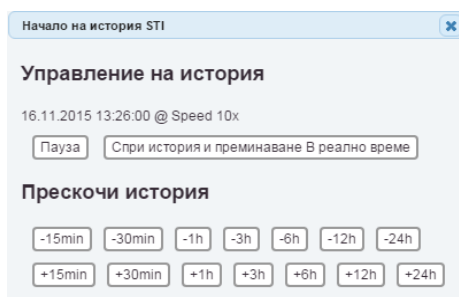 Начало на история STI
Управление на история
16.11.2015 13:26:00 @ Speed 10x
Пауза Спри история и преминаване В реално време
Прескочи история
-15min -30min -1h -3h -6h -12h -24h
+15min +30min +1h +3h +6h +12h +24h